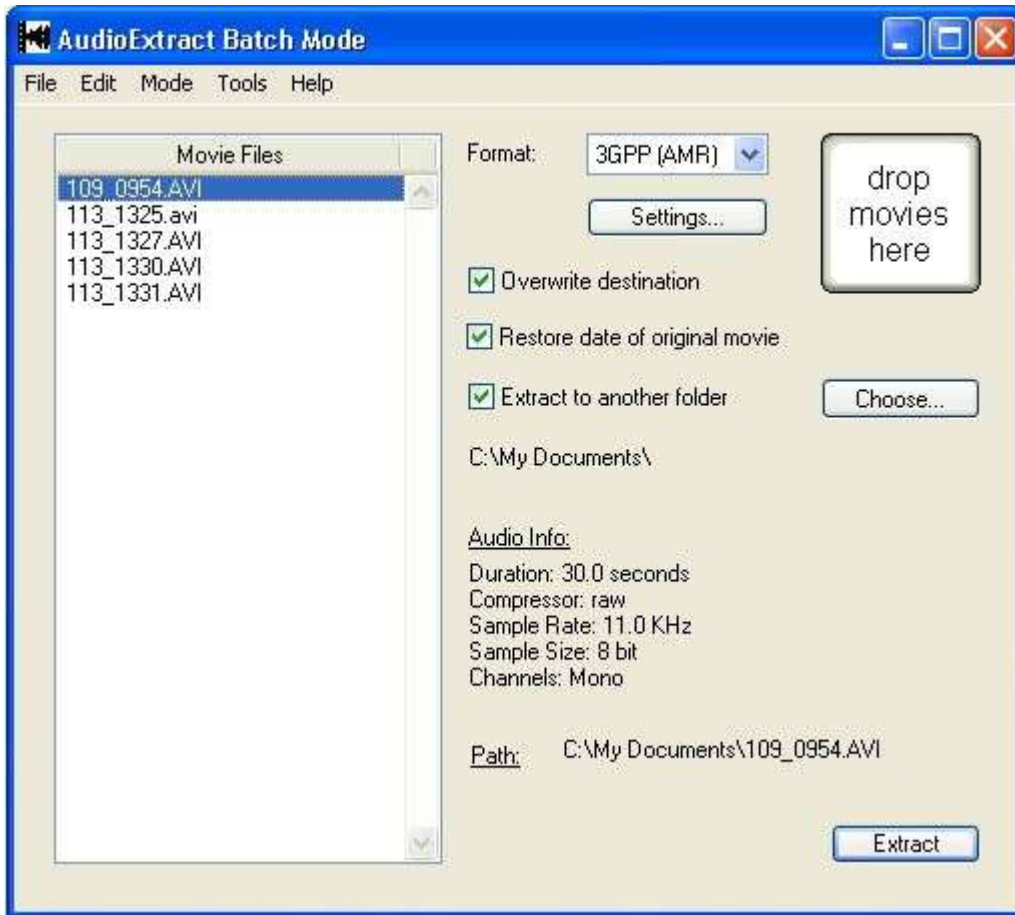 AudioExtract Batch Mode
File Edit Mode Tools Help
Movie Files
109_0954.AVI
113_1325.avi
113_1327.AVI
113_1330.AVI
113_1331.AVI
Format: 3GPP (AMR)
Settings...
drop
movies
here
Overwrite destination
Restore date of original movie
Extract to another folder
Choose...
C:\My Documents\
Audio Info:
Duration: 30.0 seconds
Compressor: raw
Sample Rate: 11.0 KHz
Sample Size: 8 bit
Channels: Mono
Path: C:\My Documents\109_0954.AVI
Extract